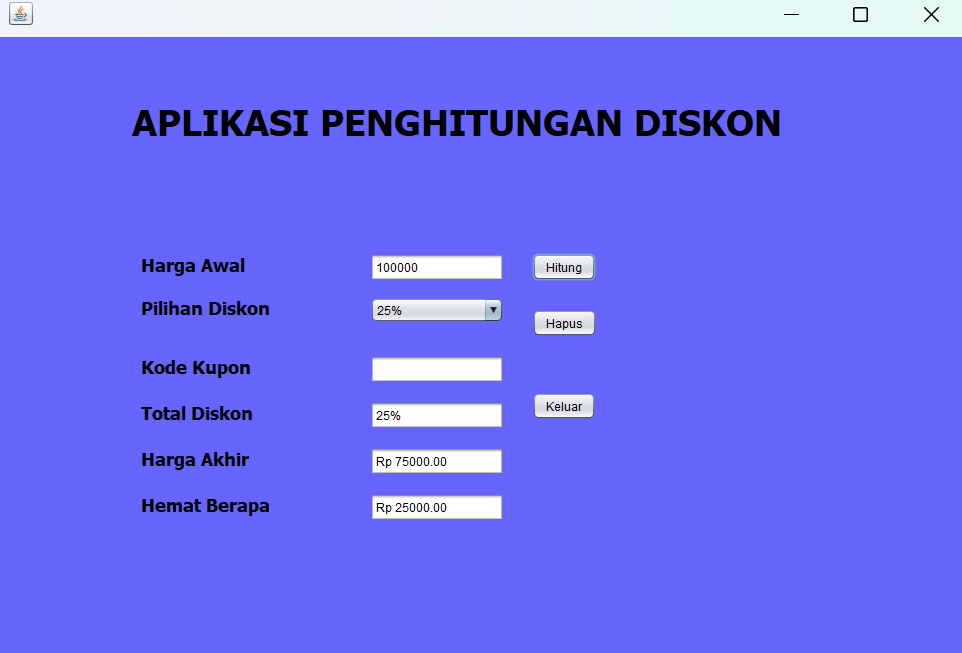 APLIKASI PENGHITUNGAN DISKON
Harga Awal 100000 Hitung
Pilihan Diskon 25%
Hapus
Kode Kupon
Total Diskon 25% Keluar
Harga Akhir Rp 75000.00
Hemat Berapa Rp 25000.00